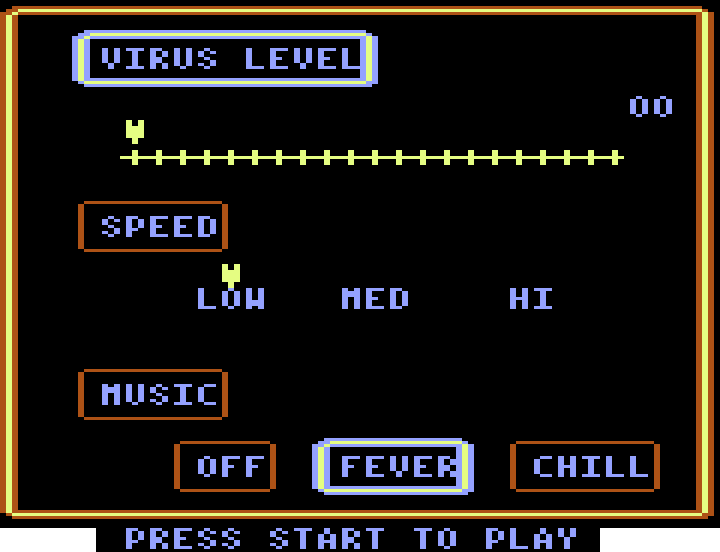 VIRUS LEVEL
00
SPEED
LOW MED HI
MUSIC
OFF FEVER CHILL
PRESS START TO PLAY